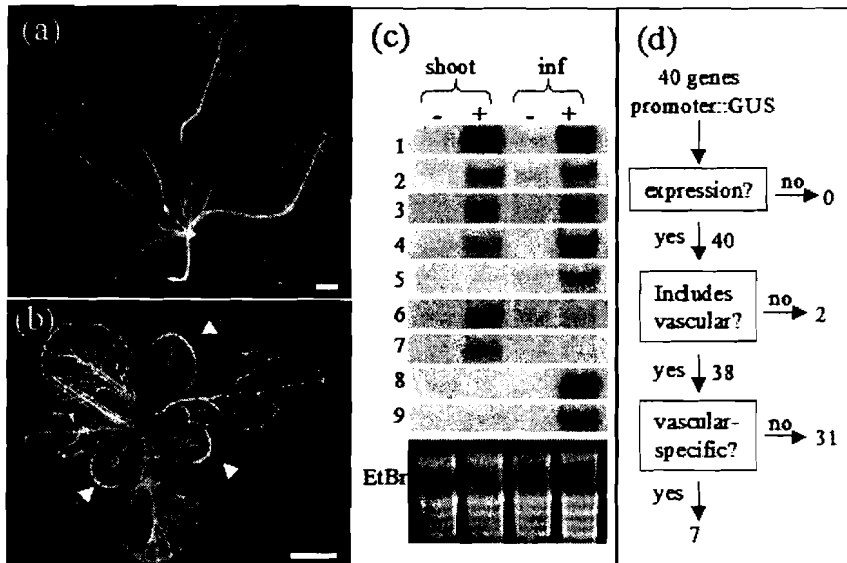 (a)
(b)
(c)
shoot inf
- + - +
1
2
3
4
5
6
7
8
9
EtBr
(d)
40 genes
promoter::GUS
expression?
no
0
yes 40
Includes
vascular?
no
2
yes 38
vascular-
specific?
no
31
yes
7